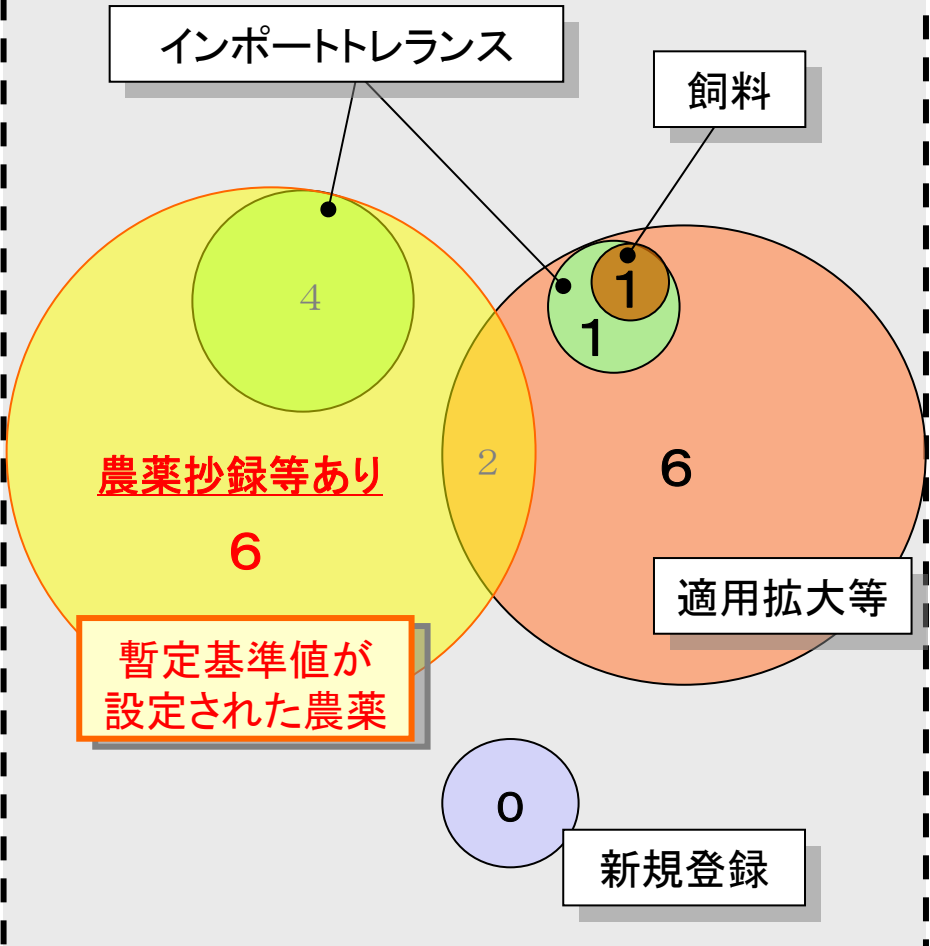 インポートトレランス
飼料
4
1
1
農薬抄録等あり
6
2
6
適用拡大等
暫定基準値が
設定された農薬
0
新規登録